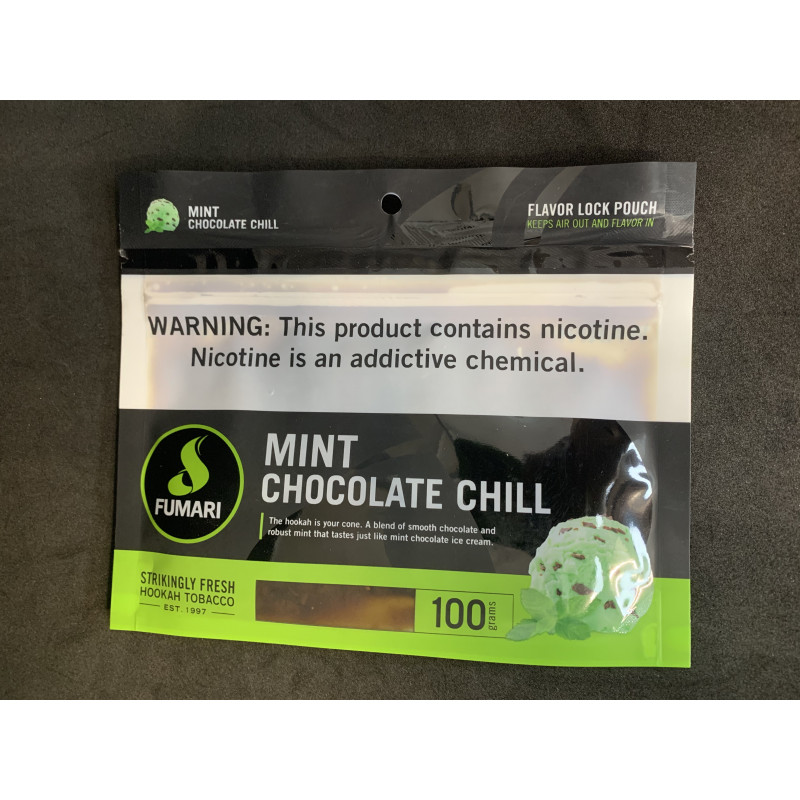 MINT
CHOCOLATE CHILL
FLAVOR LOCK POUCH
KEEPS AIR OUT AND FLAVOR IN
WARNING: This product contains nicotine.
Nicotine is an addictive chemical.
FUMARI
MINT
CHOCOLATE CHILL
The hookah is your cone. A blend of smooth chocolate and
robust mint that tastes just like mint chocolate ice cream.
STRIKINGLY FRESH
HOOKAH TOBACCO
EST. 1997
100 grams